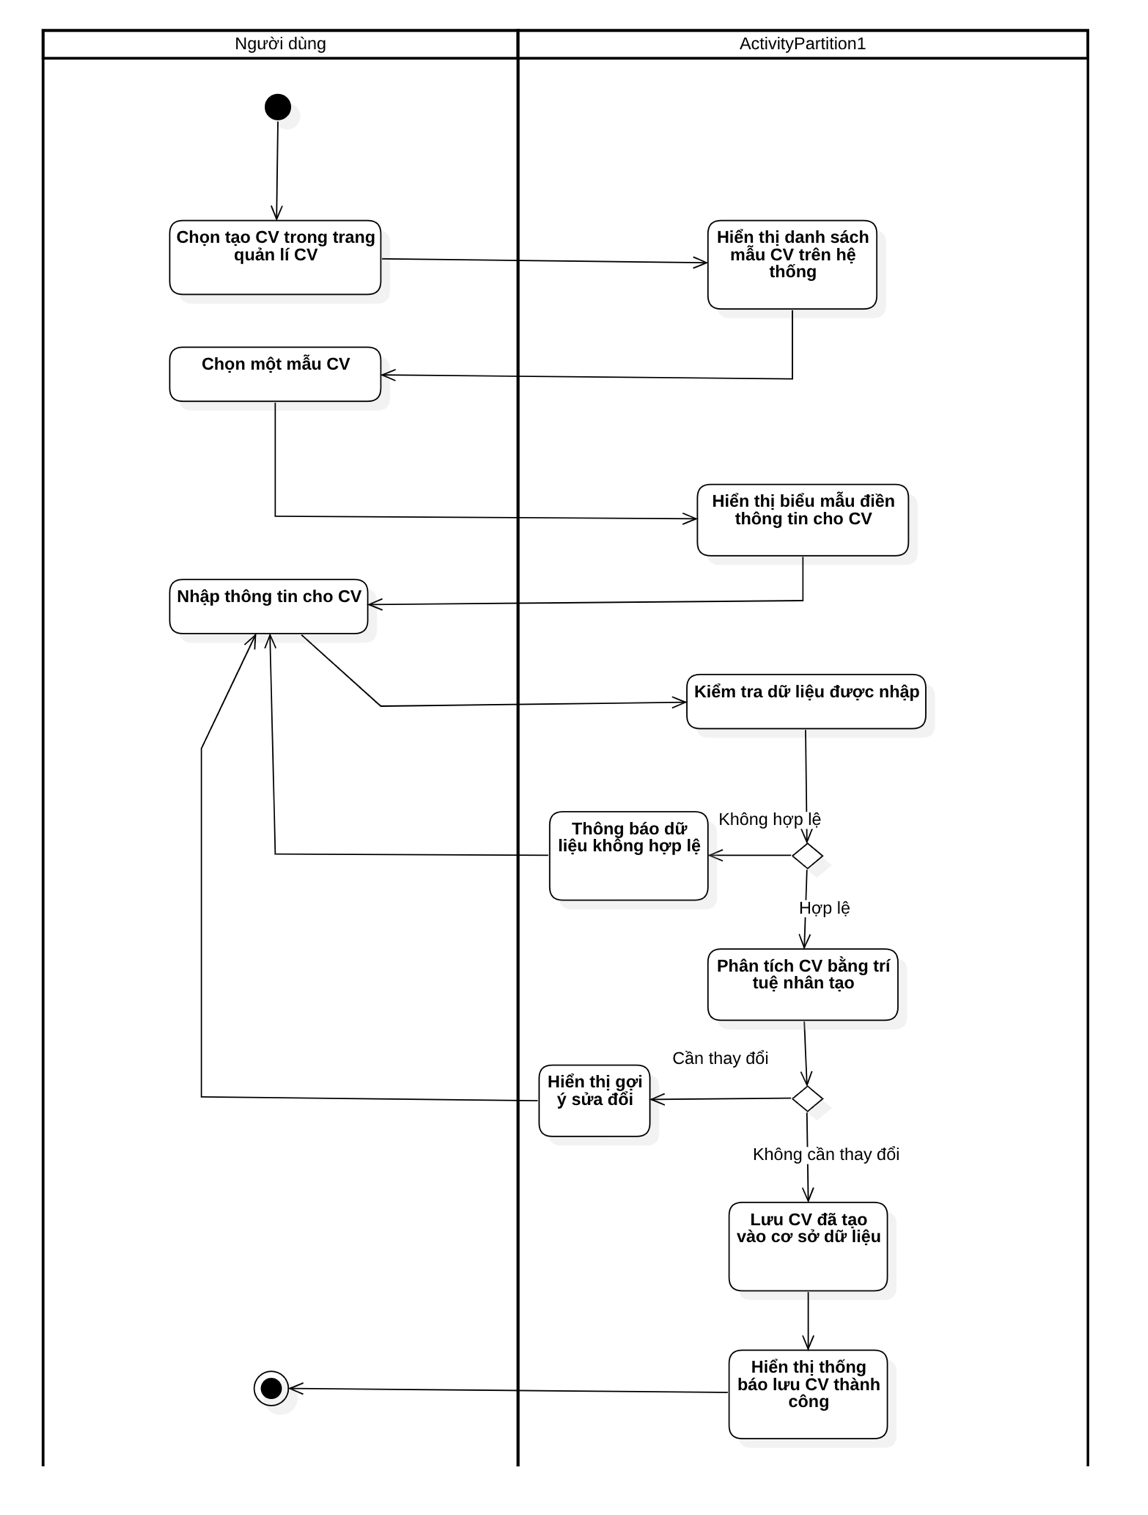 Người dùng
ActivityPartition1
Chọn tạo CV trong trang
quản lí CV
Hiển thị danh sách
mẫu CV trên hệ
thống
Chọn một mẫu CV
Hiển thị biểu mẫu điền
thông tin cho CV
Nhập thông tin cho CV
Kiểm tra dữ liệu được nhập
Không hợp lệ
Thông báo dữ
liệu không hợp lệ
Hợp lệ
Phân tích CV bằng trí
tuệ nhân tạo
Cần thay đổi
Hiển thị gợi
ý sửa đổi
Không cần thay đổi
Lưu CV đã tạo
vào cơ sở dữ liệu
Hiển thị thống
báo lưu CV thành
công